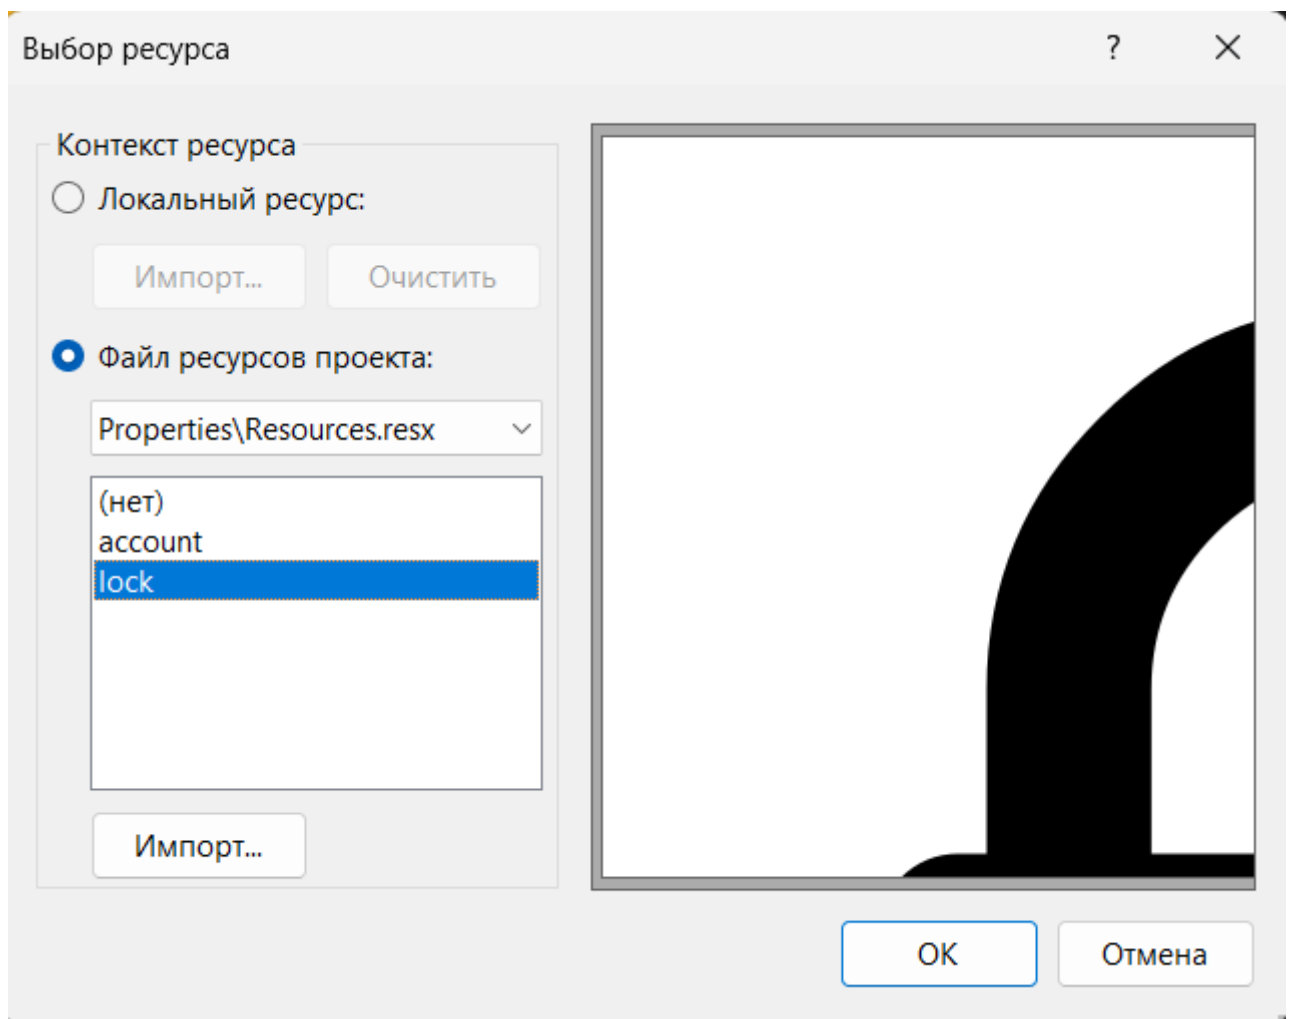 Выбор ресурса
?
Контекст ресурса
Локальный ресурс:
Импорт... Очистить
Файл ресурсов проекта:
Properties\Resources.resx
(нет)
account
lock
Импорт...
ОК Отмена